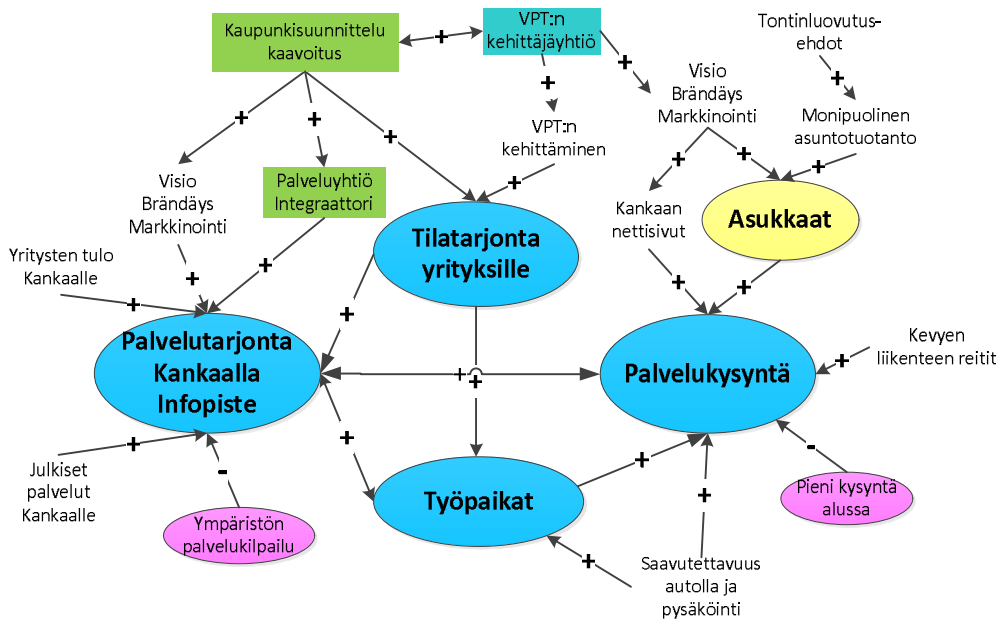 Kaupunkisuunnittelu
kaavoitus
+
VPT:n
kehittäjäyhtiö
+
Tontinluovutus-
ehdot
+
Visio
Brändäys
Markkinointi
Monipuolinen
asuntotuotanto
+
VPT:n
kehittäminen
+
+
+
+
+
+
+
+
Visio
Brändäys
Markkinointi
Palveluyhtiö
Integraattori
Kankaan
nettisivut
Asukkaat
Tilatarjonta
yrityksille
Yritysten tulo
Kankaalle
+
+
+
+
+
+
Palvelutarjonta
Kankaalla
Infopiste
+
+
Palvelukysyntä
Kevyen
liikenteen reitit
+
Julkiset
palvelut
Kankaalle
+
-
Ympäristön
palvelukilpailu
+
Työpaikat
+
+
-
Pieni kysyntä
alussa
+
Saavutettavuus
autolla ja
pysäköinti